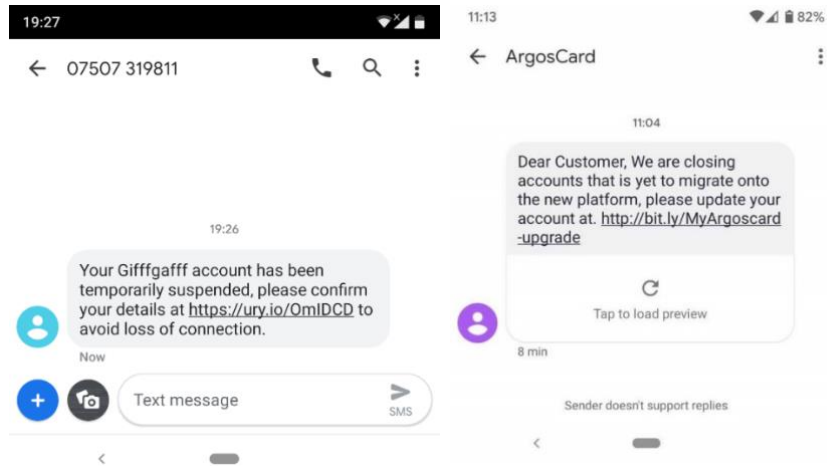 19:27
07507 319811
19:26
Your Gifffgafff account has been
temporarily suspended, please confirm
your details at https://ury.io/OmIDCD to
avoid loss of connection.
Now
Text message
SMS
11:13
82%
ArgosCard
11:04
Dear Customer, We are closing
accounts that is yet to migrate onto
the new platform, please update your
account at. http://bit.ly/MyArgoscard
-upgrade
Tap to load preview
8 min
Sender doesn't support replies